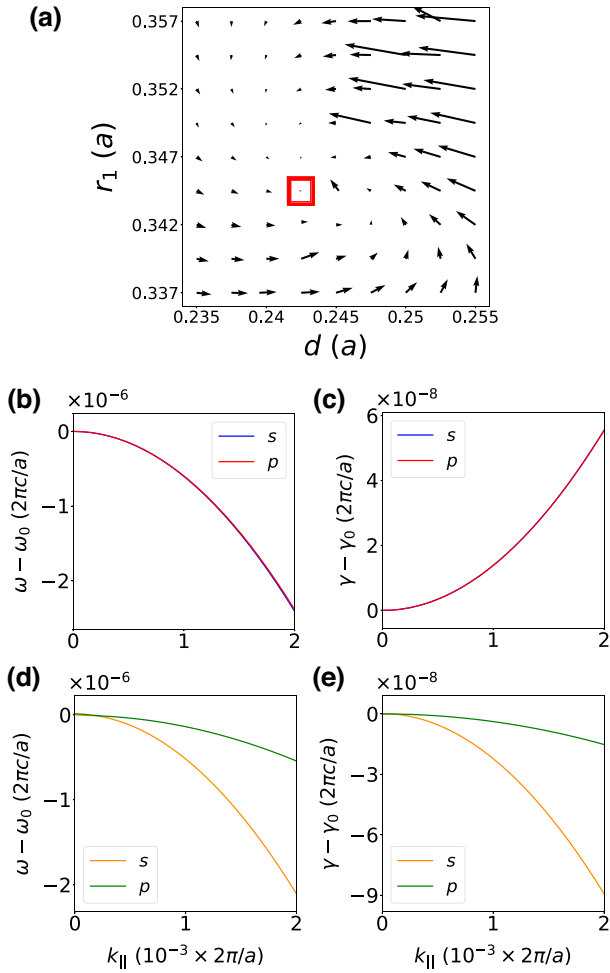 (a)
r₁ (a)
0.357
0.352
0.347
0.342
0.337
0.235 0.24 0.245 0.25 0.255
d (a)
(b) ×10⁻⁶
ω − ω₀ (2πc/a)
0
−1
−2
s
p
0 1 2
(c) ×10⁻⁸
γ − γ₀ (2πc/a)
6
4
2
0
s
p
0 1 2
(d) ×10⁻⁶
ω − ω₀ (2πc/a)
0
−1
−2
s
p
0 1 2
k∥ (10⁻³ × 2π/a)
(e) ×10⁻⁸
γ − γ₀ (2πc/a)
0
−3
−6
−9
s
p
0 1 2
k∥ (10⁻³ × 2π/a)